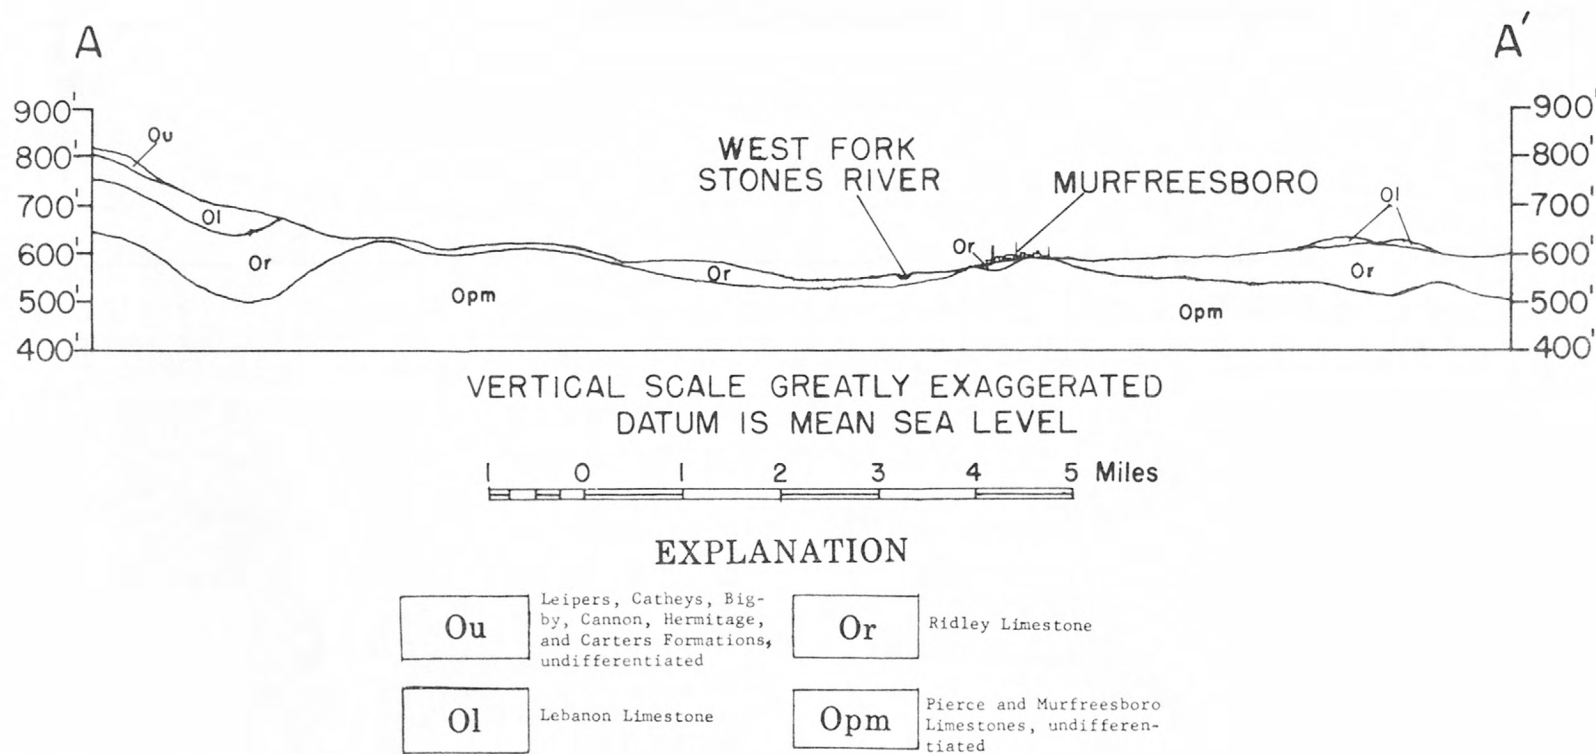 A A′
900' 900'
Ou
800' 800'
WEST FORK
STONES RIVER
MURFREESBORO
700' 700'
Ol Ol
600' Or 600'
Or Or Or
500' Opm Opm 500'
400' 400'
VERTICAL SCALE GREATLY EXAGGERATED
DATUM IS MEAN SEA LEVEL
1 0 1 2 3 4 5 Miles
EXPLANATION
Ou
Leipers, Catheys, Big-
by, Cannon, Hermitage,
and Carters Formations,
undifferentiated
Or
Ridley Limestone
Ol
Lebanon Limestone
Opm
Pierce and Murfreesboro
Limestones, undifferen-
tiated